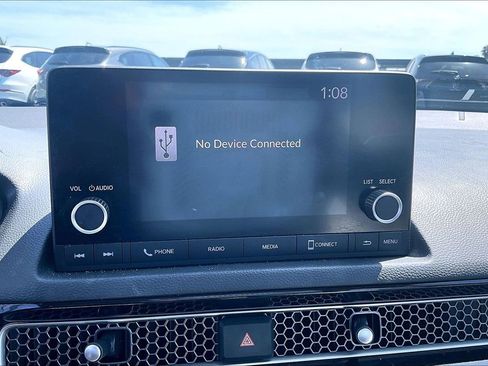 1:08
No Device Connected
VOL AUDIO
LIST SELECT
PHONE RADIO MEDIA CONNECT MENU